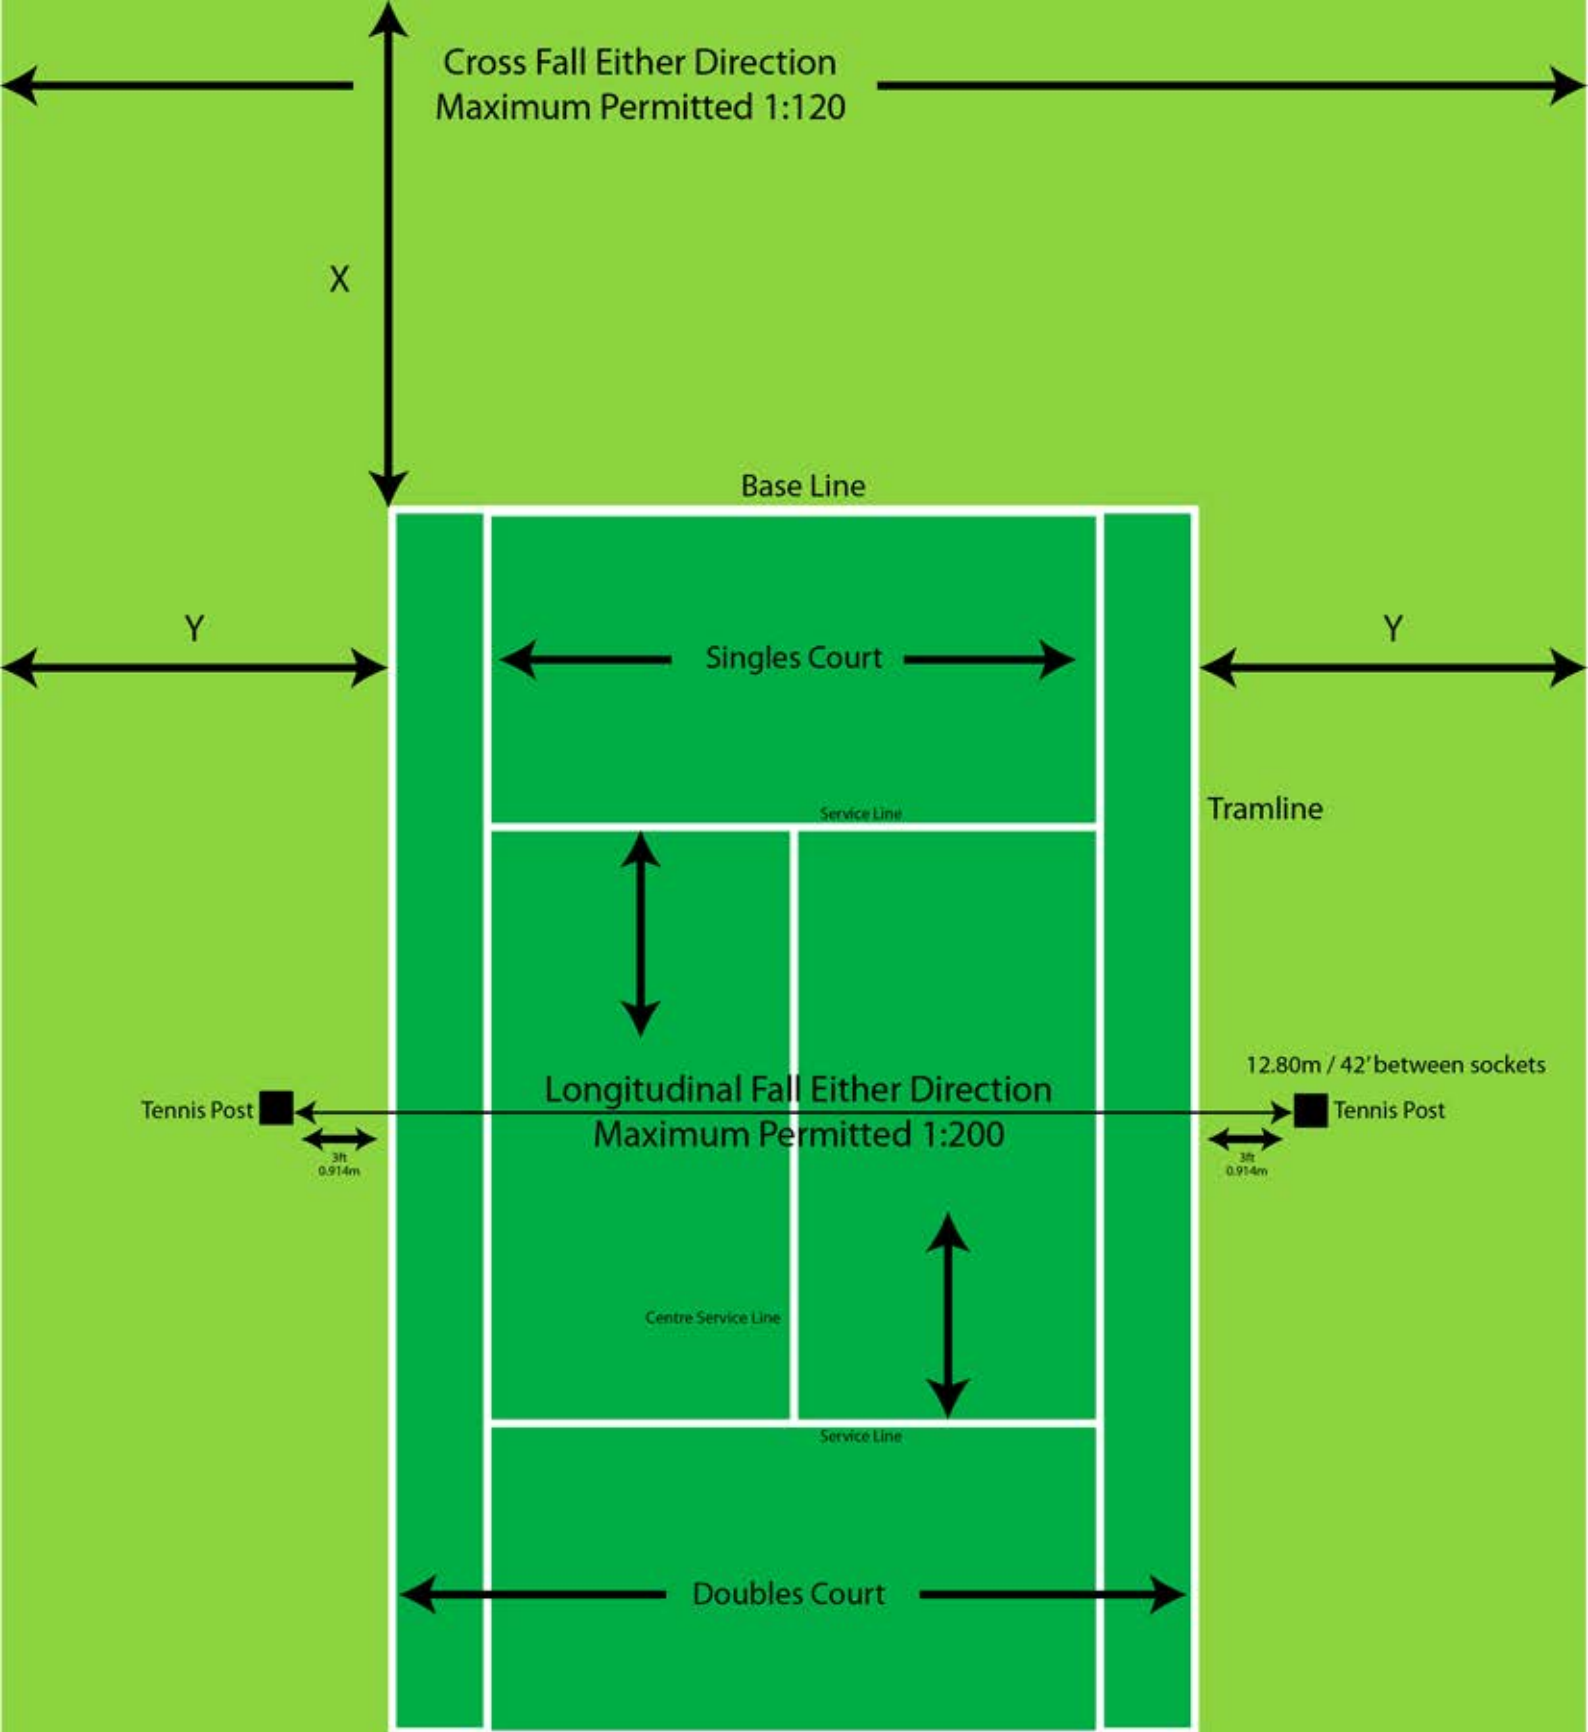 Cross Fall Either Direction
Maximum Permitted 1:120
X
Base Line
Y
Y
Singles Court
Service Line
Tramline
12.80m / 42' between sockets
Longitudinal Fall Either Direction
Tennis Post
Tennis Post
Maximum Permitted 1:200
3ft
0.914m
3ft
0.914m
Centre Service Line
Service Line
Doubles Court